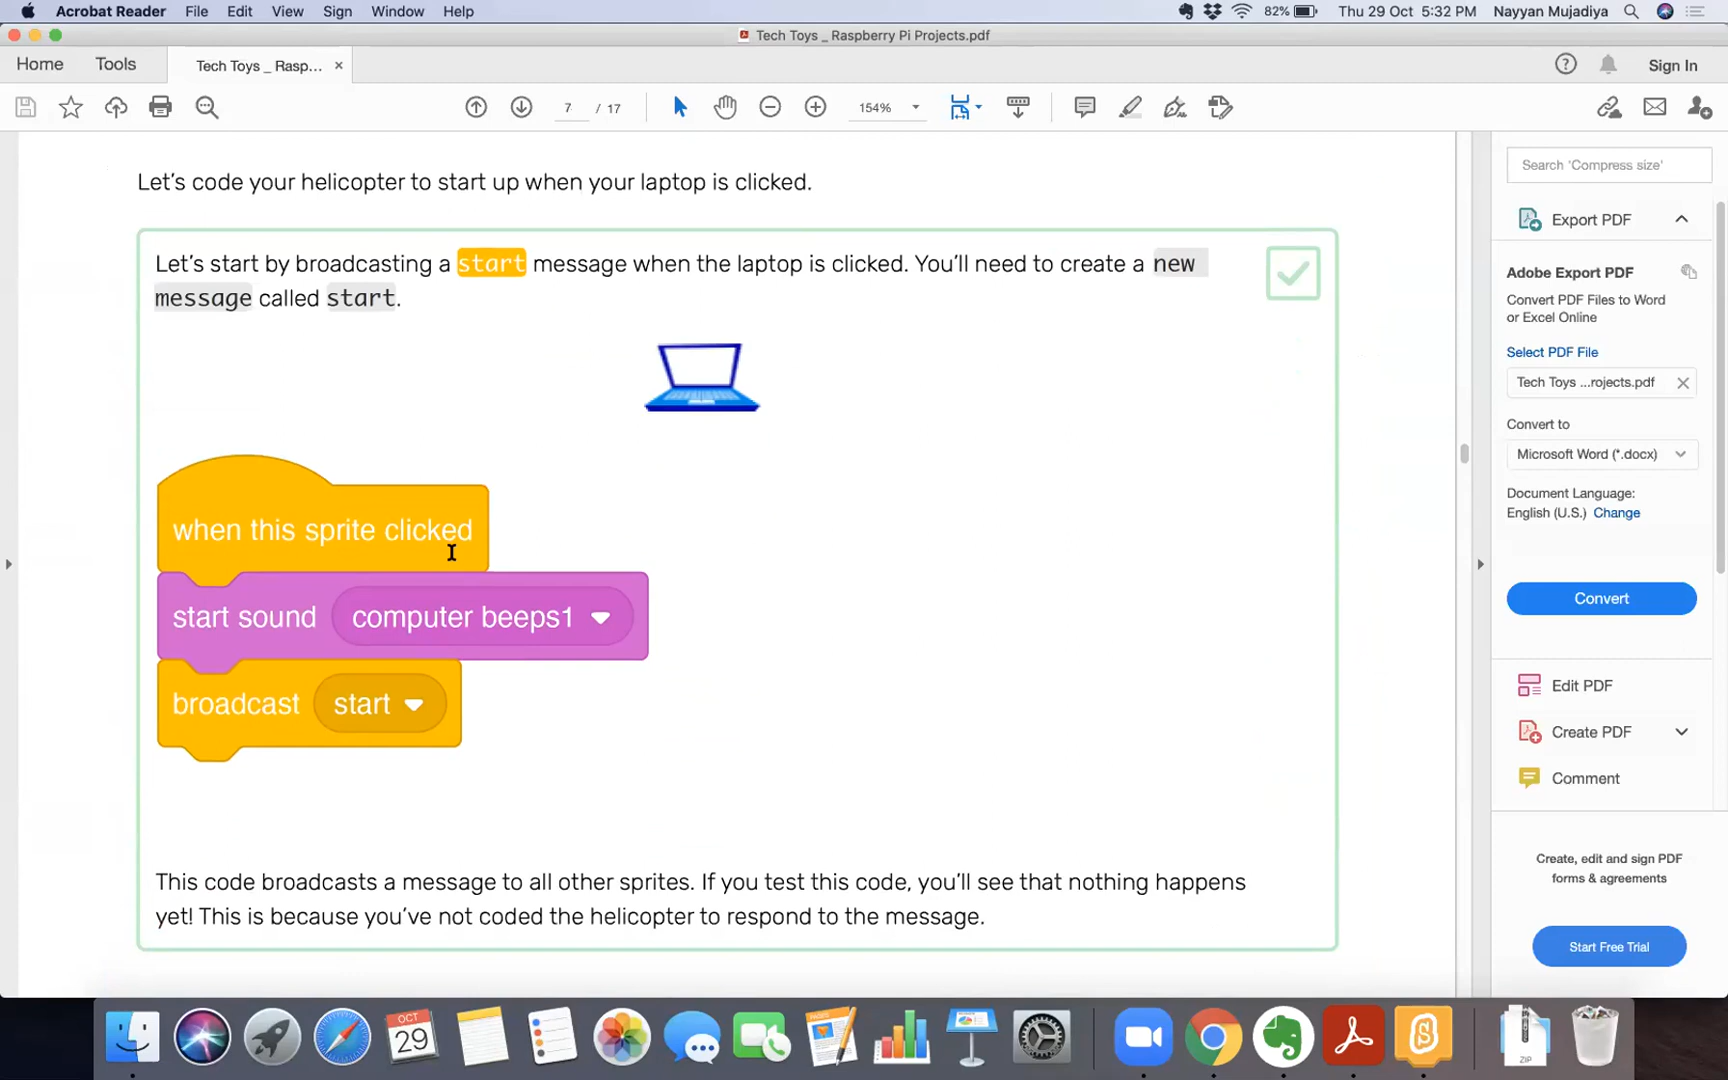 Acrobat Reader File Edit View Sign Window Help 82% Thu 29 Oct 5:32 PM Nayyan Mujadiya
Tech Toys _ Raspberry Pi Projects.pdf
Home Tools Tech Toys _ Rasp... × Sign In
7 / 17 154%
Let's code your helicopter to start up when your laptop is clicked.
Let's start by broadcasting a start message when the laptop is clicked. You'll need to create a new
message called start.
when this sprite clicked
start sound computer beeps1
broadcast start
This code broadcasts a message to all other sprites. If you test this code, you'll see that nothing happens
yet! This is because you've not coded the helicopter to respond to the message.
Search 'Compress size'
Export PDF
Adobe Export PDF
Convert PDF Files to Word
or Excel Online
Select PDF File
Tech Toys ...rojects.pdf
Convert to
Microsoft Word (*.docx)
Document Language:
English (U.S.) Change
Convert
Edit PDF
Create PDF
Comment
Create, edit and sign PDF
forms & agreements
Start Free Trial
OCT
29
ZIP